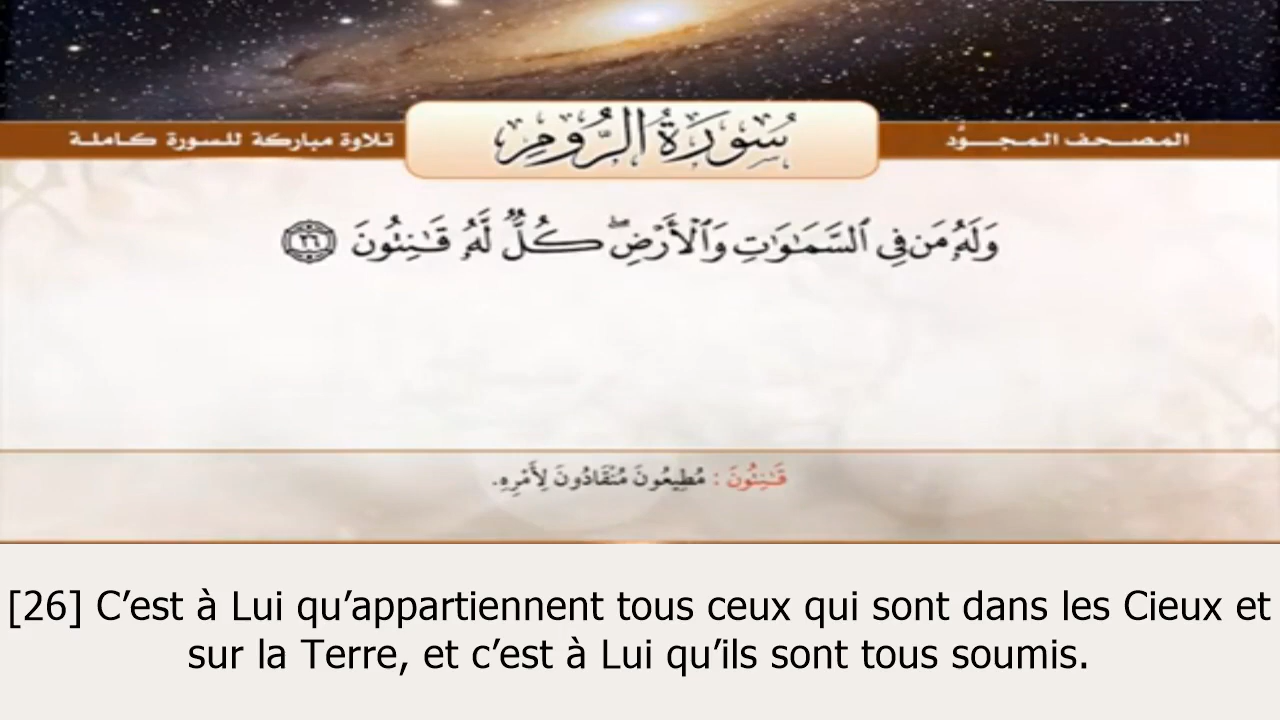 المصحف المجوَّد
سُورَةُ الرُّومِ
تلاوة مباركة للسورة كاملة
وَلَهُۥ مَن فِي ٱلسَّمَٰوَٰتِ وَٱلْأَرْضِ ۖ كُلٌّ لَّهُۥ قَٰنِتُونَ ٢٦
قَٰنِتُونَ : مُطِيعُونَ مُنْقَادُونَ لِأَمْرِهِ.
[26] C’est à Lui qu’appartiennent tous ceux qui sont dans les Cieux et
sur la Terre, et c’est à Lui qu’ils sont tous soumis.